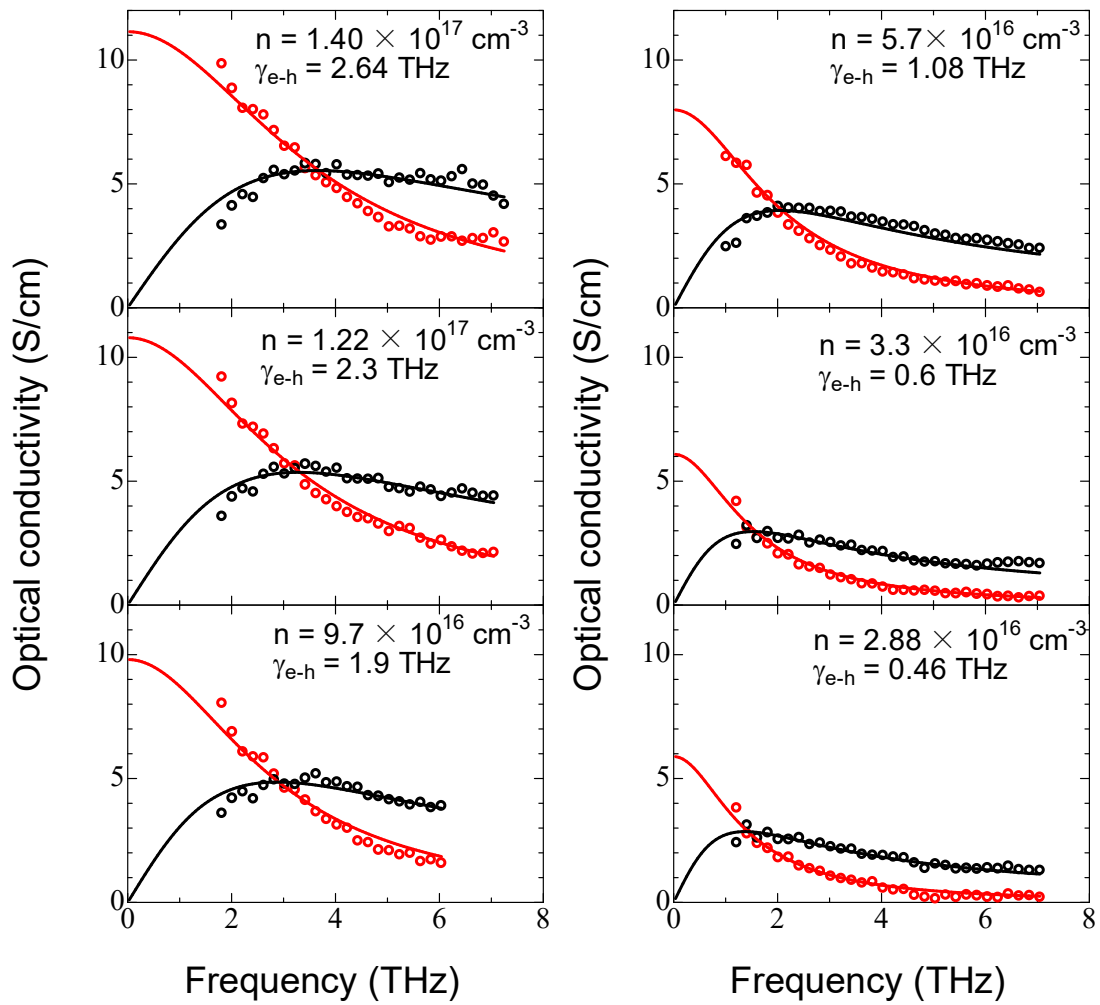 Optical conductivity (S/cm)
n = 1.40 × 10^17 cm^-3
γe-h = 2.64 THz
10
5
0
n = 1.22 × 10^17 cm^-3
γe-h = 2.3 THz
10
5
0
n = 9.7 × 10^16 cm^-3
γe-h = 1.9 THz
10
5
0
0 2 4 6 8
Frequency (THz)
Optical conductivity (S/cm)
n = 5.7× 10^16 cm^-3
γe-h = 1.08 THz
10
5
0
n = 3.3 × 10^16 cm^-3
γe-h = 0.6 THz
10
5
0
n = 2.88 × 10^16 cm^-3
γe-h = 0.46 THz
10
5
0
0 2 4 6 8
Frequency (THz)